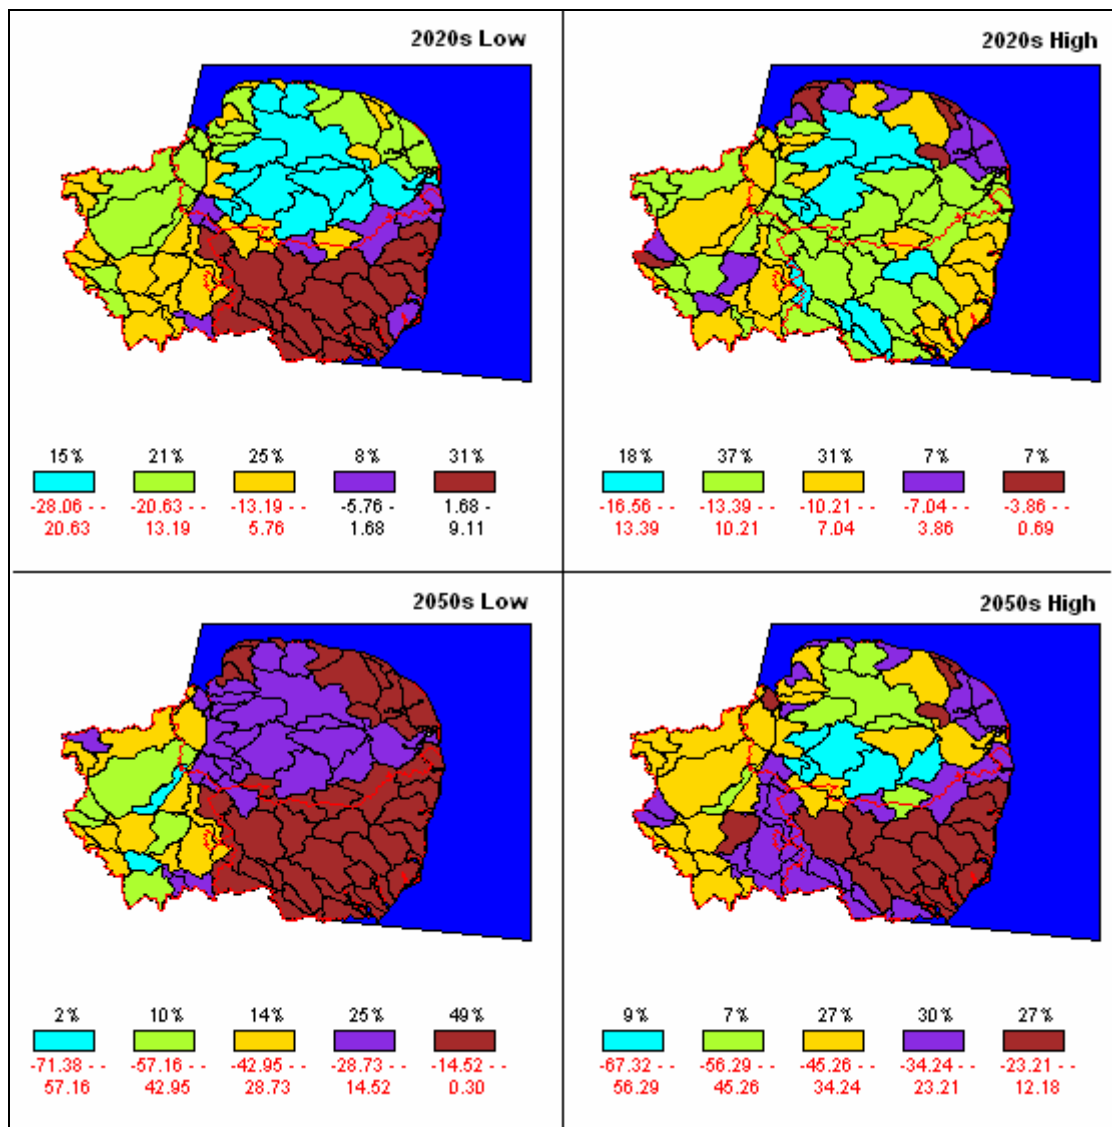 2020s Low
15% 21% 25% 8% 31%
-28.06 - - -20.63 - - -13.19 - - -5.76 - 1.68 -
20.63 13.19 5.76 1.68 9.11
2020s High
18% 37% 31% 7% 7%
-16.56 - - -13.39 - - -10.21 - - -7.04 - - -3.86 - -
13.39 10.21 7.04 3.86 0.69
2050s Low
2% 10% 14% 25% 49%
-71.38 - - -57.16 - - -42.95 - - -28.73 - - -14.52 - -
57.16 42.95 28.73 14.52 0.30
2050s High
9% 7% 27% 30% 27%
-67.32 - - -56.29 - - -45.26 - - -34.24 - - -23.21 - -
56.29 45.26 34.24 23.21 12.18